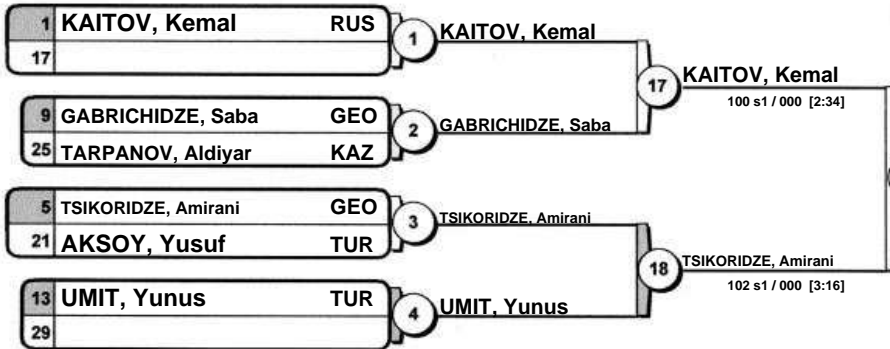 1 KAITOV, Kemal RUS
17
1 KAITOV, Kemal
9 GABRICHIDZE, Saba GEO
25 TARPANOV, Aldiyar KAZ
2 GABRICHIDZE, Saba
17 KAITOV, Kemal
100 s1 / 000 [2:34]
5 TSIKORIDZE, Amirani GEO
21 AKSOY, Yusuf TUR
3 TSIKORIDZE, Amirani
13 UMIT, Yunus TUR
29
4 UMIT, Yunus
18 TSIKORIDZE, Amirani
102 s1 / 000 [3:16]